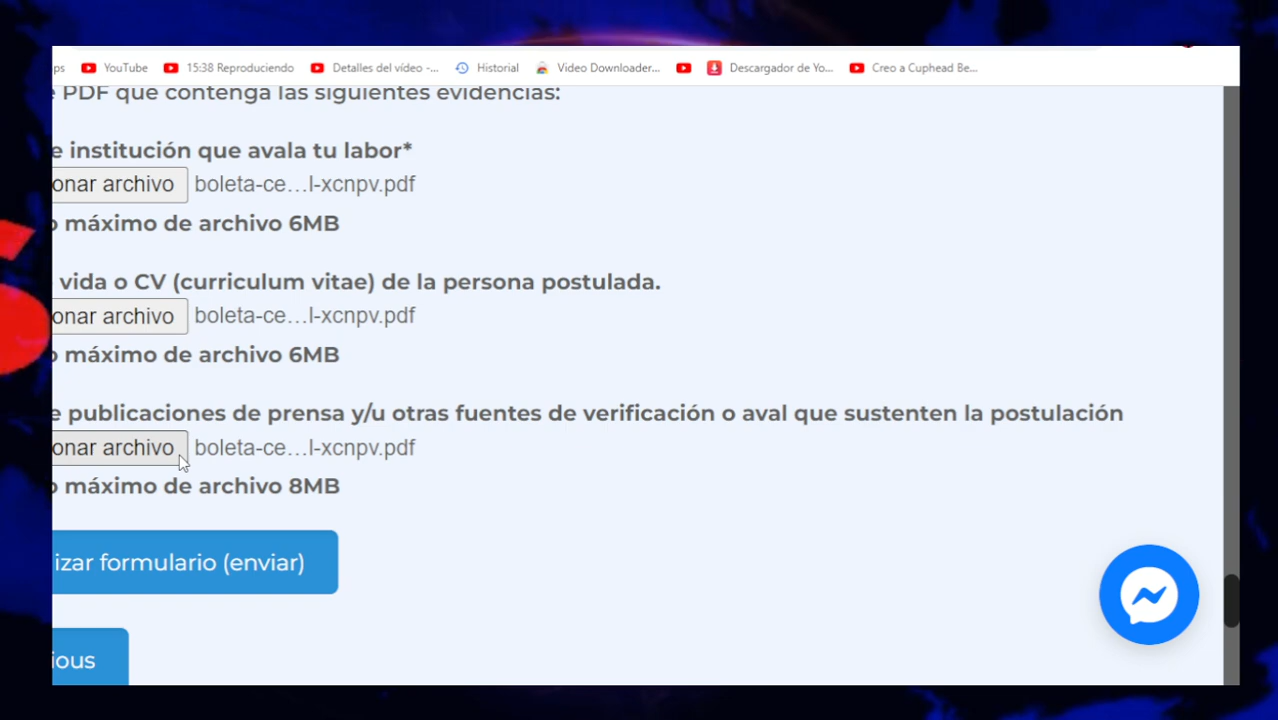 ps YouTube 15:38 Reproduciendo Detalles del vídeo -... Historial Video Downloader... Descargador de Yo... Creo a Cuphead Be...
e PDF que contenga las siguientes evidencias:
e institución que avala tu labor*
onar archivo boleta-ce...l-xcnpv.pdf
o máximo de archivo 6MB
vida o CV (curriculum vitae) de la persona postulada.
onar archivo boleta-ce...l-xcnpv.pdf
o máximo de archivo 6MB
e publicaciones de prensa y/u otras fuentes de verificación o aval que sustenten la postulación
onar archivo boleta-ce...l-xcnpv.pdf
o máximo de archivo 8MB
izar formulario (enviar)
ious